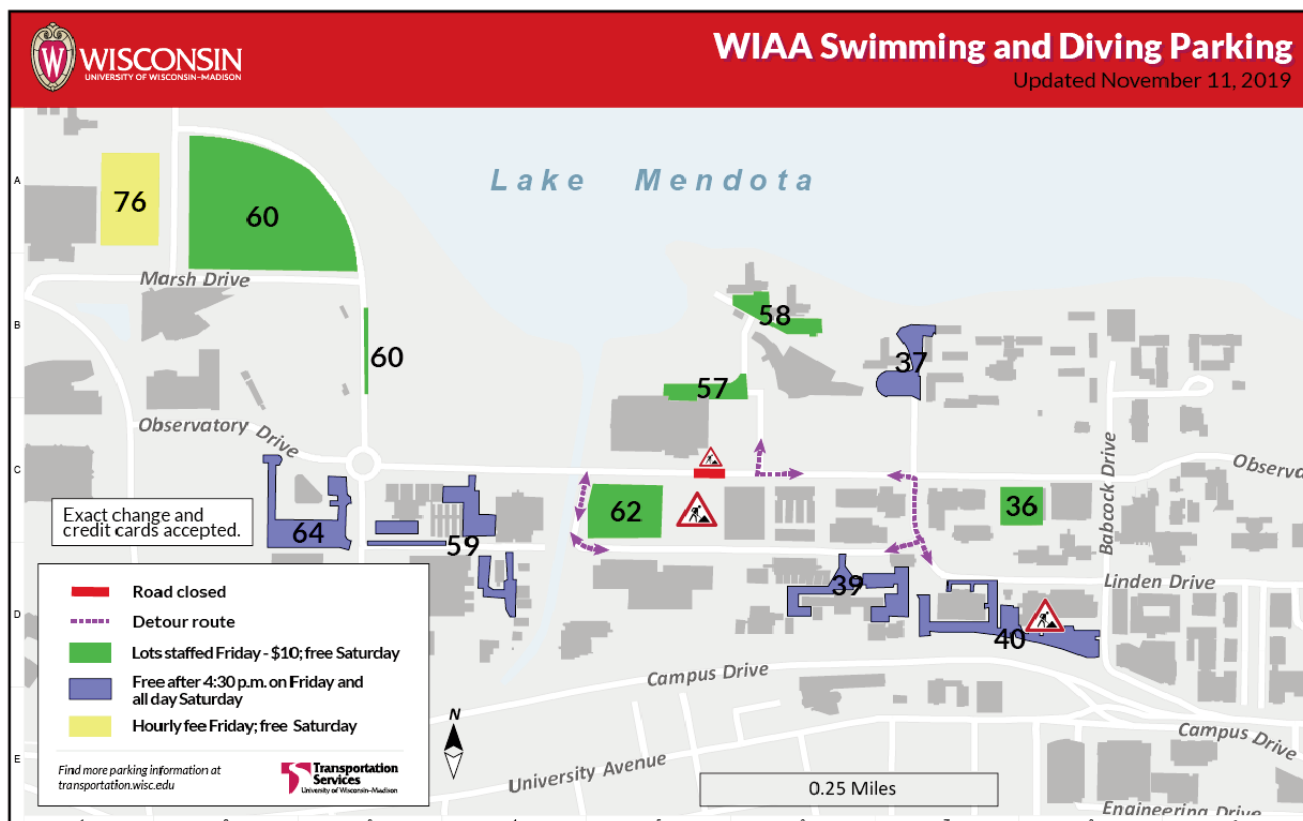 WISCONSIN
UNIVERSITY OF WISCONSIN–MADISON
W
WIAA Swimming and Diving Parking
Updated November 11, 2019
A
B
C
D
E
Lake Mendota
76
60
Marsh Drive
58
60
37
57
Observatory Drive
Babcock Drive
62
36
64
59
39
40
Linden Drive
Campus Drive
Campus Drive
University Avenue
Engineering Drive
Exact change and
credit cards accepted.
Road closed
Detour route
Lots staffed Friday - $10; free Saturday
Free after 4:30 p.m. on Friday and
all day Saturday
Hourly fee Friday; free Saturday
Find more parking information at
transportation.wisc.edu
Transportation
Services
University of Wisconsin–Madison
N
0.25 Miles